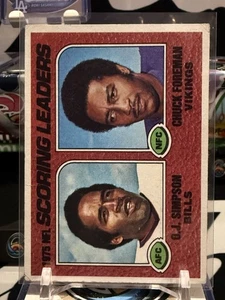 SCORING LEADERS
CHUCK FOREMAN
VIKINGS
NFC
O.J. SIMPSON
BILLS
AFC